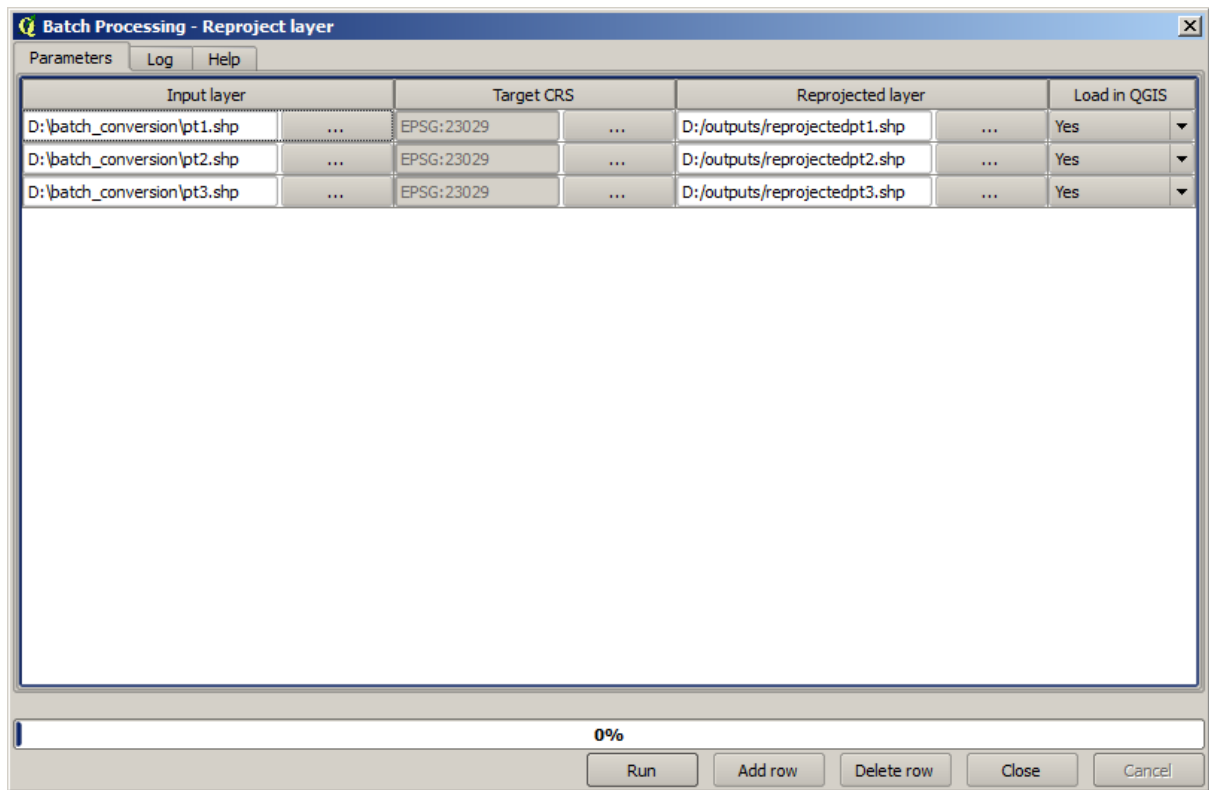 Batch Processing - Reproject layer
Parameters Log Help
Input layer Target CRS Reprojected layer Load in QGIS
D:\batch_conversion\pt1.shp ... EPSG:23029 ... D:/outputs/reprojectedpt1.shp ... Yes
D:\batch_conversion\pt2.shp ... EPSG:23029 ... D:/outputs/reprojectedpt2.shp ... Yes
D:\batch_conversion\pt3.shp ... EPSG:23029 ... D:/outputs/reprojectedpt3.shp ... Yes
0%
Run Add row Delete row Close Cancel